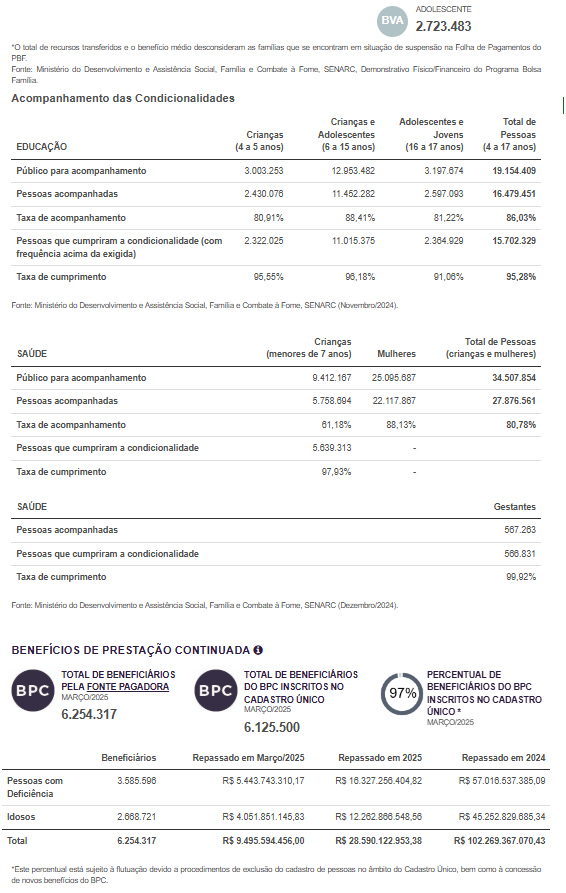 BVA
ADOLESCENTE
2.723.483
*O total de recursos transferidos e o benefício médio desconsideram as famílias que se encontram em situação de suspensão na Folha de Pagamentos do
PBF.
Fonte: Ministério do Desenvolvimento e Assistência Social, Família e Combate à Fome, SENARC, Demonstrativo Físico/Financeiro do Programa Bolsa
Família.
Acompanhamento das Condicionalidades
EDUCAÇÃO Crianças (4 a 5 anos) Crianças e Adolescentes (6 a 15 anos) Adolescentes e Jovens (16 a 17 anos) Total de Pessoas (4 a 17 anos)
Público para acompanhamento 3.003.253 12.953.482 3.197.674 19.154.409
Pessoas acompanhadas 2.430.076 11.452.282 2.597.093 16.479.451
Taxa de acompanhamento 80,91% 88,41% 81,22% 86,03%
Pessoas que cumpriram a condicionalidade (com 2.322.025 11.015.375 2.364.929 15.702.329
frequência acima da exigida)
Taxa de cumprimento 95,55% 96,18% 91,06% 95,28%
Fonte: Ministério do Desenvolvimento e Assistência Social, Família e Combate à Fome, SENARC (Novembro/2024).
SAÚDE Crianças (menores de 7 anos) Mulheres Total de Pessoas (crianças e mulheres)
Público para acompanhamento 9.412.167 25.095.687 34.507.854
Pessoas acompanhadas 5.758.694 22.117.867 27.876.561
Taxa de acompanhamento 61,18% 88,13% 80,78%
Pessoas que cumpriram a condicionalidade 5.639.313 -
Taxa de cumprimento 97,93% -
SAÚDE Gestantes
Pessoas acompanhadas 567.263
Pessoas que cumpriram a condicionalidade 566.831
Taxa de cumprimento 99,92%
Fonte: Ministério do Desenvolvimento e Assistência Social, Família e Combate à Fome, SENARC (Dezembro/2024).
BENEFÍCIOS DE PRESTAÇÃO CONTINUADA
BPC
TOTAL DE BENEFICIÁRIOS
PELA FONTE PAGADORA
MARÇO/2025
6.254.317
BPC
TOTAL DE BENEFICIÁRIOS
DO BPC INSCRITOS NO
CADASTRO ÚNICO
MARÇO/2025
6.125.500
97%
PERCENTUAL DE
BENEFICIÁRIOS DO BPC
INSCRITOS NO CADASTRO
ÚNICO *
MARÇO/2025
Beneficiários Repassado em Março/2025 Repassado em 2025 Repassado em 2024
Pessoas com 3.585.596 R$ 5.443.743.310,17 R$ 16.327.256.404,82 R$ 57.016.537.385,09
Deficiência
Idosos 2.668.721 R$ 4.051.851.145,83 R$ 12.262.866.548,56 R$ 45.252.829.685,34
Total 6.254.317 R$ 9.495.594.456,00 R$ 28.590.122.953,38 R$ 102.269.367.070,43
*Este percentual está sujeito à flutuação devido a procedimentos de exclusão do cadastro de pessoas no âmbito do Cadastro Único, bem como à concessão
de novos benefícios do BPC.